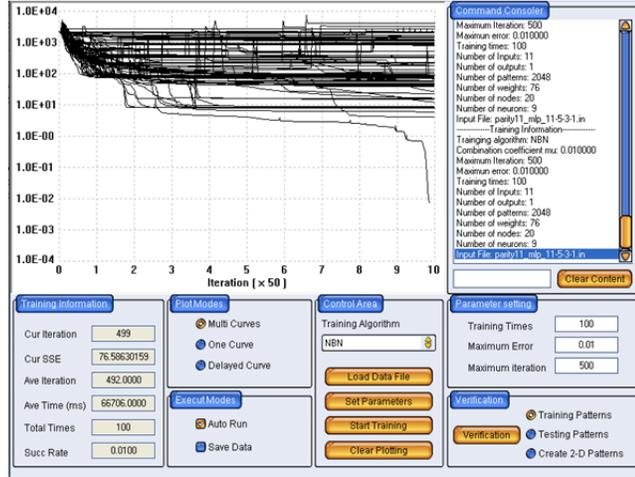 1.0E+04
1.0E+03
1.0E+02
1.0E+01
1.0E-00
1.0E-01
1.0E-02
1.0E-03
1.0E-04
0 1 2 3 4 5 6 7 8 9 10
Iteration ( x 50 )
Command Consoler
Maximum Iteration: 500
Maximun error: 0.010000
Training times: 100
Number of Inputs: 11
Number of outputs: 1
Number of patterns: 2048
Number of weights: 76
Number of nodes: 20
Number of neurons: 9
Input File: parity11_mlp_11-5-3-1.in
------------Training Information------------
Trainging algorithm: NBN
Combination coefficient mu: 0.010000
Maximum Iteration: 500
Maximun error: 0.010000
Training times: 100
Number of Inputs: 11
Number of outputs: 1
Number of patterns: 2048
Number of weights: 76
Number of nodes: 20
Number of neurons: 9
Input File: parity11_mlp_11-5-3-1.in
Clear Content
Training Information
Cur Iteration 499
Cur SSE 76.58630159
Ave Iteration 492.0000
Ave Time (ms) 66706.0000
Total Times 100
Succ Rate 0.0100
Plot Modes
Multi Curves
One Curve
Delayed Curve
Execut Modes
Auto Run
Save Data
Control Area
Training Algorithm
NBN
Load Data File
Set Parameters
Start Training
Clear Plotting
Parameter setting
Training Times 100
Maximum Error 0.01
Maximum iteration 500
Verification
Verification
Training Patterns
Testing Patterns
Create 2-D Patterns